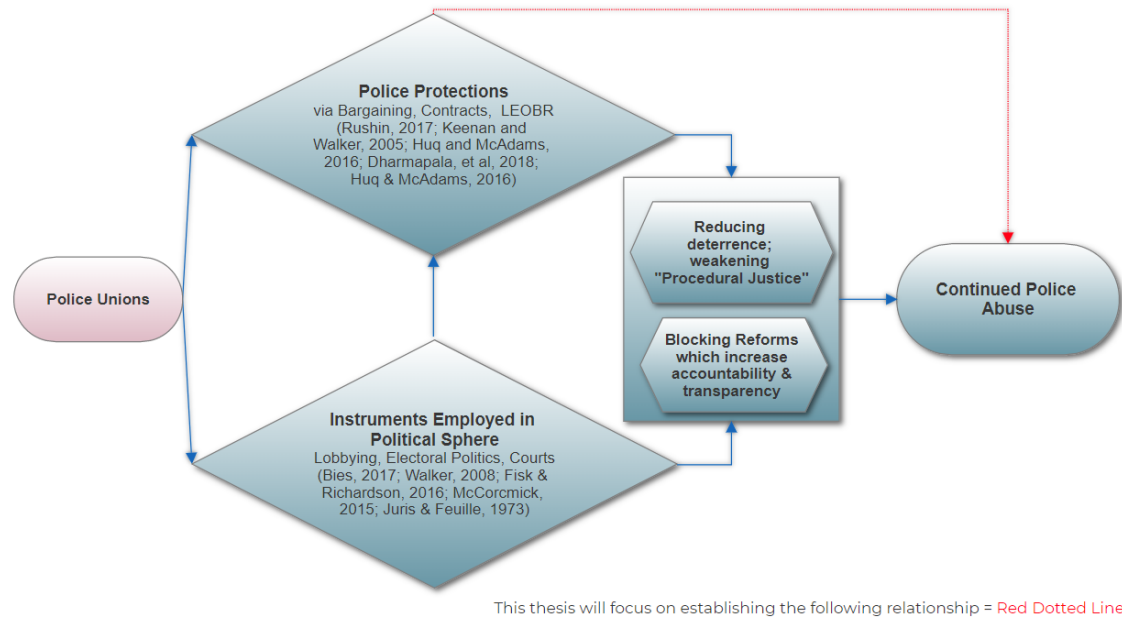 Police Protections
via Bargaining, Contracts, LEOBR
(Rushin, 2017; Keenan and
Walker, 2005; Huq and McAdams,
2016; Dharmapala, et al, 2018;
Huq & McAdams, 2016)
Police Unions
Instruments Employed in
Political Sphere
Lobbying, Electoral Politics, Courts
(Bies, 2017; Walker, 2008; Fisk &
Richardson, 2016; McCorcmick,
2015; Juris & Feuille, 1973)
Reducing
deterrence;
weakening
"Procedural Justice"
Blocking Reforms
which increase
accountability &
transparency
Continued Police
Abuse
This thesis will focus on establishing the following relationship = Red Dotted Line